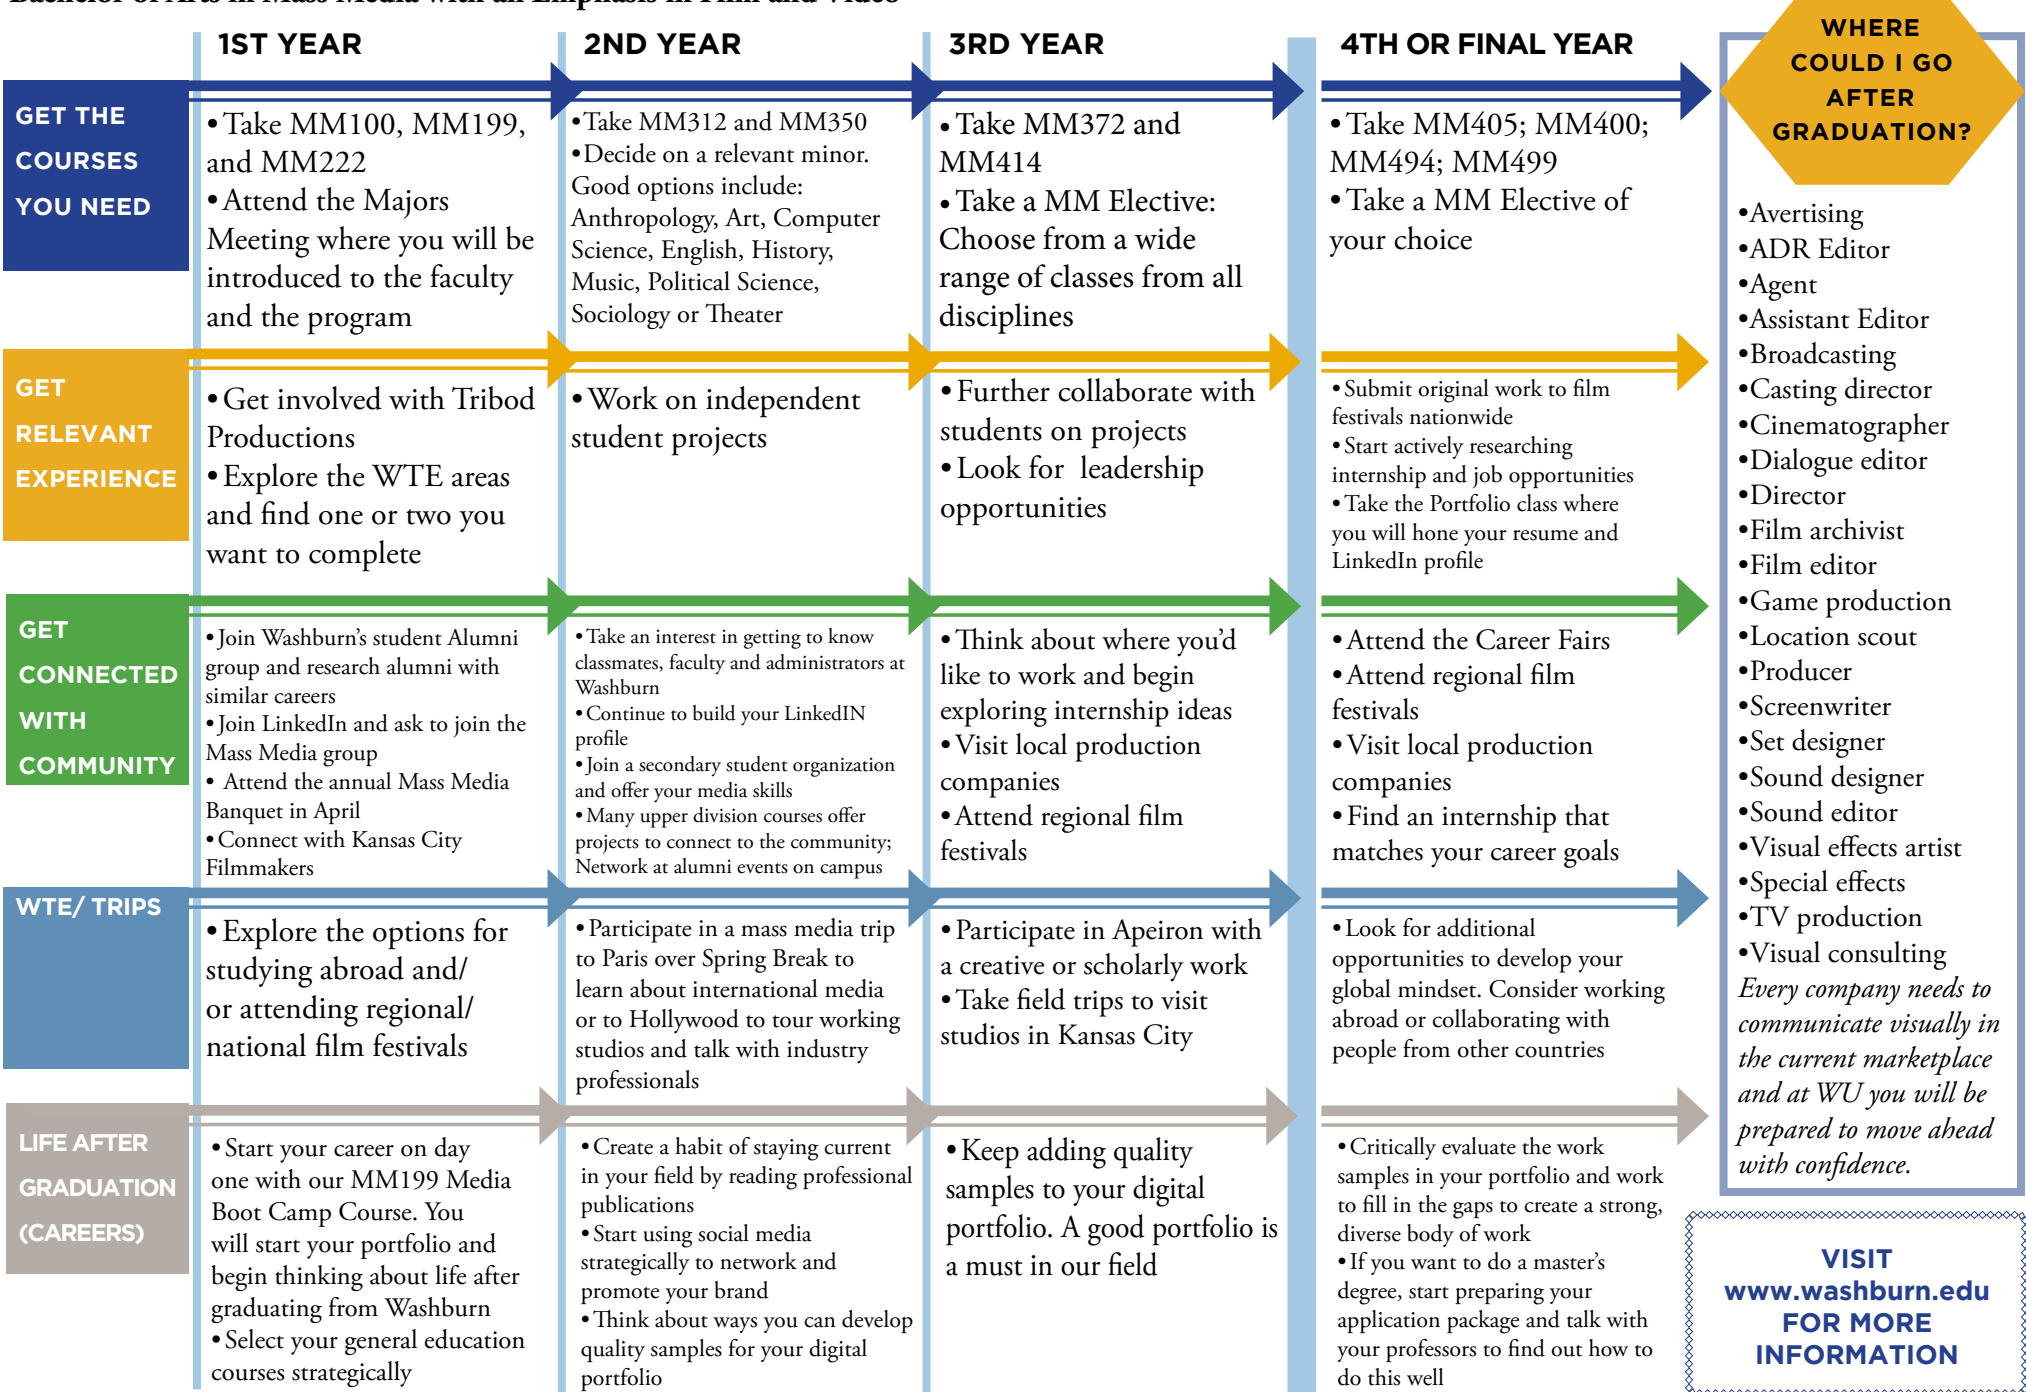 Bachelor of Arts in Mass Media with an Emphasis in Film and Video
1ST YEAR
2ND YEAR
3RD YEAR
4TH OR FINAL YEAR
GET THE
COURSES
YOU NEED
•Take MM100, MM199,
and MM222
•Attend the Majors
Meeting where you will be
introduced to the faculty
and the program
•Take MM312 and MM350
•Decide on a relevant minor.
Good options include:
Anthropology, Art, Computer
Science, English, History,
Music, Political Science,
Sociology or Theater
•Take MM372 and
MM414
•Take a MM Elective:
Choose from a wide
range of classes from all
disciplines
•Take MM405; MM400;
MM494; MM499
•Take a MM Elective of
your choice
GET
RELEVANT
EXPERIENCE
•Get involved with Tribod
Productions
•Explore the WTE areas
and find one or two you
want to complete
•Work on independent
student projects
•Further collaborate with
students on projects
•Look for leadership
opportunities
•Submit original work to film
festivals nationwide
•Start actively researching
internship and job opportunities
•Take the Portfolio class where
you will hone your resume and
LinkedIn profile
GET
CONNECTED
WITH
COMMUNITY
•Join Washburn's student Alumni
group and research alumni with
similar careers
•Join LinkedIn and ask to join the
Mass Media group
• Attend the annual Mass Media
Banquet in April
•Connect with Kansas City
Filmmakers
•Take an interest in getting to know
classmates, faculty and administrators at
Washburn
•Continue to build your LinkedIN
profile
•Join a secondary student organization
and offer your media skills
•Many upper division courses offer
projects to connect to the community;
Network at alumni events on campus
•Think about where you'd
like to work and begin
exploring internship ideas
•Visit local production
companies
•Attend regional film
festivals
•Attend the Career Fairs
•Attend regional film
festivals
•Visit local production
companies
•Find an internship that
matches your career goals
WTE/ TRIPS
•Explore the options for
studying abroad and/
or attending regional/
national film festivals
•Participate in a mass media trip
to Paris over Spring Break to
learn about international media
or to Hollywood to tour working
studios and talk with industry
professionals
•Participate in Apeiron with
a creative or scholarly work
•Take field trips to visit
studios in Kansas City
•Look for additional
opportunities to develop your
global mindset. Consider working
abroad or collaborating with
people from other countries
LIFE AFTER
GRADUATION
(CAREERS)
•Start your career on day
one with our MM199 Media
Boot Camp Course. You
will start your portfolio and
begin thinking about life after
graduating from Washburn
•Select your general education
courses strategically
•Create a habit of staying current
in your field by reading professional
publications
•Start using social media
strategically to network and
promote your brand
•Think about ways you can develop
quality samples for your digital
portfolio
•Keep adding quality
samples to your digital
portfolio. A good portfolio is
a must in our field
•Critically evaluate the work
samples in your portfolio and work
to fill in the gaps to create a strong,
diverse body of work
•If you want to do a master's
degree, start preparing your
application package and talk with
your professors to find out how to
do this well
WHERE
COULD I GO
AFTER
GRADUATION?
•Avertising
•ADR Editor
•Agent
•Assistant Editor
•Broadcasting
•Casting director
•Cinematographer
•Dialogue editor
•Director
•Film archivist
•Film editor
•Game production
•Location scout
•Producer
•Screenwriter
•Set designer
•Sound designer
•Sound editor
•Visual effects artist
•Special effects
•TV production
•Visual consulting
Every company needs to
communicate visually in
the current marketplace
and at WU you will be
prepared to move ahead
with confidence.
VISIT
www.washburn.edu
FOR MORE
INFORMATION